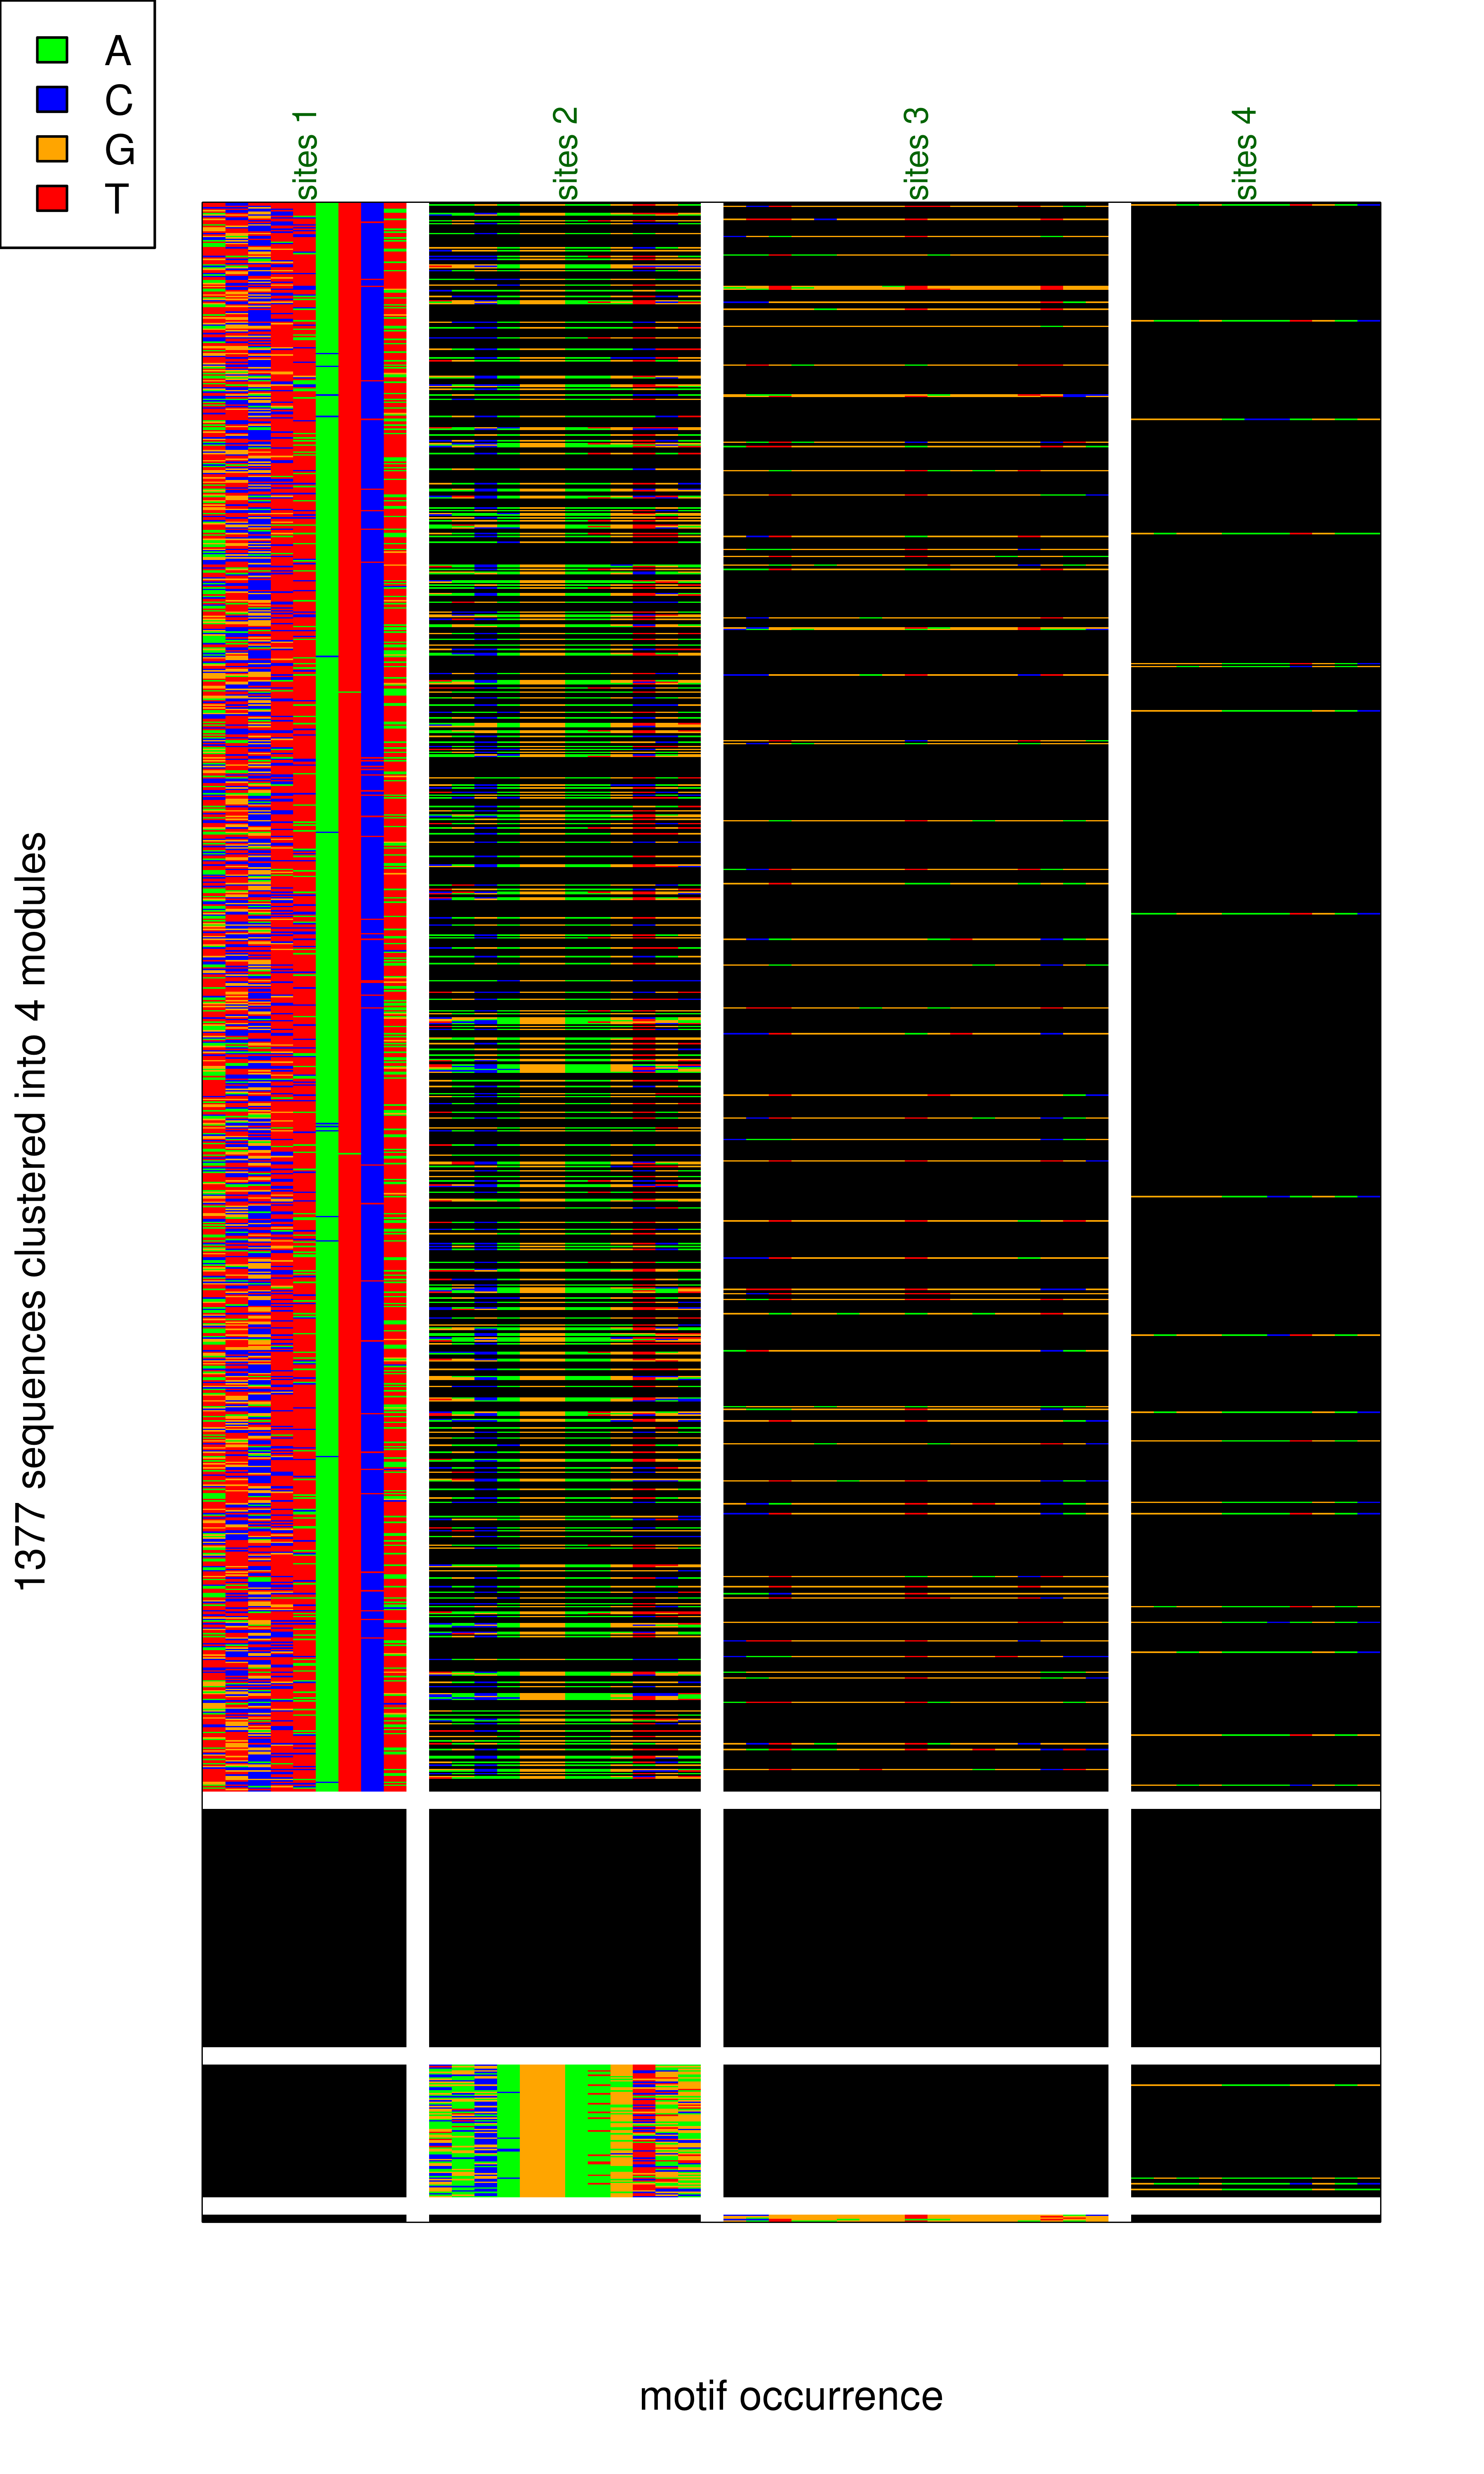 A
C
G
T
sites 1
sites 2
sites 3
sites 4
1377 sequences clustered into 4 modules
motif occurrence